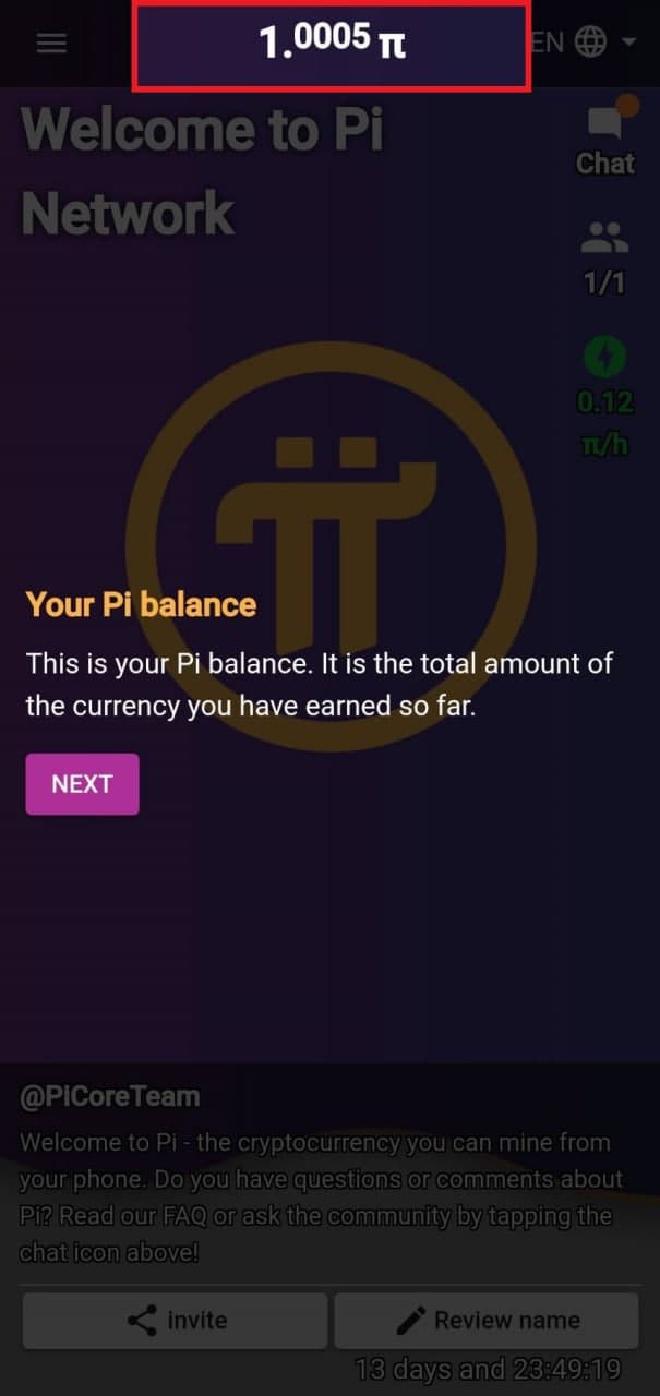 1.0005 π
EN
Welcome to Pi
Network
Chat
1/1
0.12
π/h
Your Pi balance
This is your Pi balance. It is the total amount of
the currency you have earned so far.
NEXT
@PiCoreTeam
Welcome to Pi - the cryptocurrency you can mine from
your phone. Do you have questions or comments about
Pi? Read our FAQ or ask the community by tapping the
chat icon above!
invite
Review name
13 days and 23:49:19